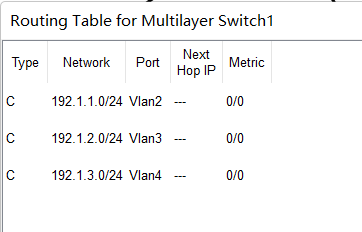 Routing Table for Multilayer Switch1
Type Network Port Next Hop IP Metric
C 192.1.1.0/24 Vlan2 --- 0/0
C 192.1.2.0/24 Vlan3 --- 0/0
C 192.1.3.0/24 Vlan4 --- 0/0